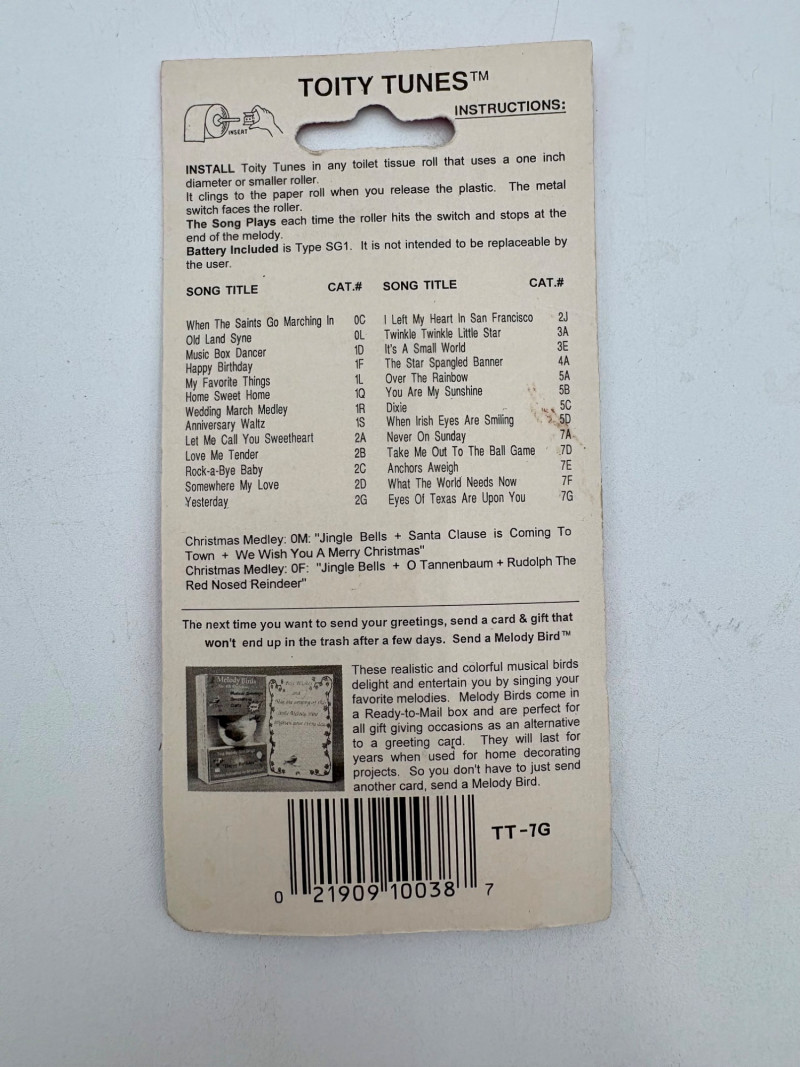 TOITY TUNES™
INSTRUCTIONS:
INSERT
INSTALL Toity Tunes in any toilet tissue roll that uses a one inch
diameter or smaller roller.
It clings to the paper roll when you release the plastic. The metal
switch faces the roller.
The Song Plays each time the roller hits the switch and stops at the
end of the melody.
Battery Included is Type SG1. It is not intended to be replaceable by
the user.
SONG TITLE CAT.# SONG TITLE CAT.#
When The Saints Go Marching In 0C I Left My Heart In San Francisco 2J
Old Land Syne 0L Twinkle Twinkle Little Star 3A
Music Box Dancer 1D It's A Small World 3E
Happy Birthday 1F The Star Spangled Banner 4A
My Favorite Things 1L Over The Rainbow 5A
Home Sweet Home 1Q You Are My Sunshine 5B
Wedding March Medley 1R Dixie 5C
Anniversary Waltz 1S When Irish Eyes Are Smiling 5D
Let Me Call You Sweetheart 2A Never On Sunday 7A
Love Me Tender 2B Take Me Out To The Ball Game 7D
Rock-a-Bye Baby 2C Anchors Aweigh 7E
Somewhere My Love 2D What The World Needs Now 7F
Yesterday 2G Eyes Of Texas Are Upon You 7G
Christmas Medley: 0M: "Jingle Bells + Santa Clause is Coming To
Town + We Wish You A Merry Christmas"
Christmas Medley: 0F: "Jingle Bells + O Tannenbaum + Rudolph The
Red Nosed Reindeer"
The next time you want to send your greetings, send a card & gift that
won't end up in the trash after a few days. Send a Melody Bird™
Melody Birds
These realistic and colorful musical birds
delight and entertain you by singing your
favorite melodies. Melody Birds come in
a Ready-to-Mail box and are perfect for
all gift giving occasions as an alternative
to a greeting card. They will last for
years when used for home decorating
projects. So you don't have to just send
another card, send a Melody Bird.
TT-7G
0 21909 10038 7